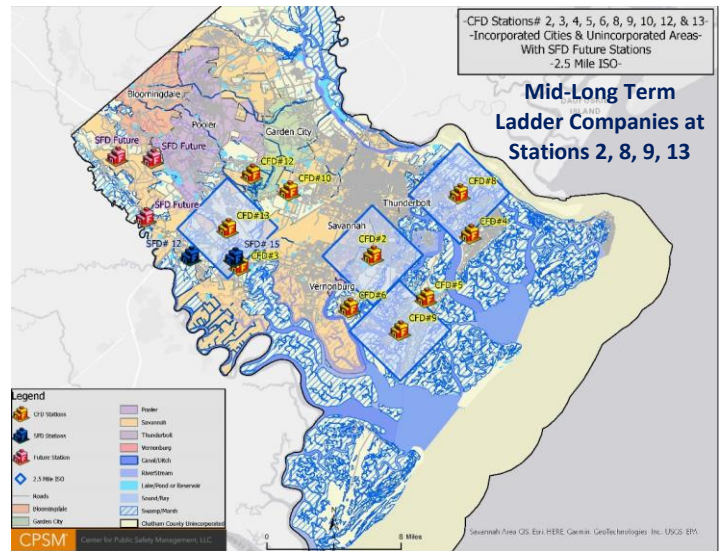 -CFD Stations# 2, 3, 4, 5, 6, 8, 9, 10, 12, & 13-
-Incorporated Cities & Unincorporated Areas-
With SFD Future Stations
-2.5 Mile ISO-
Mid-Long Term
Ladder Companies at
Stations 2, 8, 9, 13
ISLAND
Bloomingdale
Pooler
Garden City
SFD Future
SFD Future
CFD#12
CFD#10
CFD#8
Thunderbolt
SFD Future
CFD#13
CFD#4
Savannah
SFD# 12
SFD# 15
CFD#3
CFD#2
Vernonburg
CFD#6
CFD#5
CFD#9
Legend
CFD Stations
SFD Stations
Future Station
2.5 Mile ISO
Roads
Bloomingdale
Garden City
Pooler
Savannah
Thunderbolt
Vernonburg
Canal/Ditch
River/Stream
Lake/Pond or Reservoir
Sound/Bay
Swamp/Marsh
Chatham County Unincorporated
CPSM
Center for Public Safety Management, LLC
N
0
8 Miles
Savannah Area GIS, Esri, HERE, Garmin, GeoTechnologies, Inc., USGS, EPA